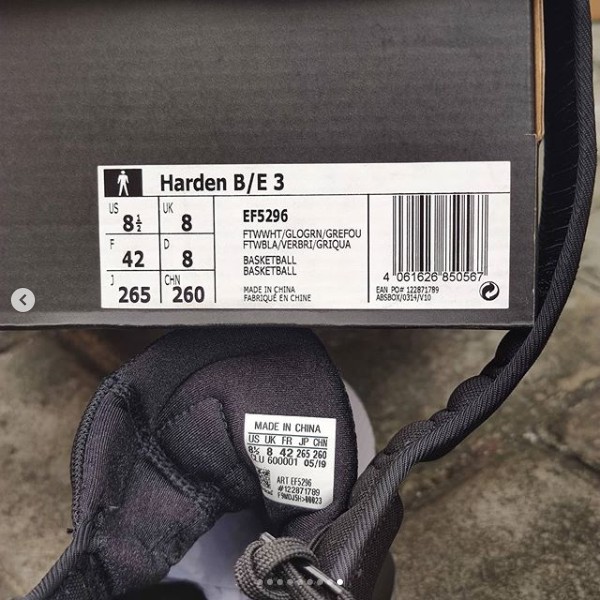 Harden B/E 3
US 8½ UK 8
F 42 D 8
J 265 CHN 260
EF5296
FTWWHT/GLOGRN/GREFOU
FTWBLA/VERBRI/GRIQUA
BASKETBALL
BASKETBALL
MADE IN CHINA
FABRIQUÉ EN CHINE
4 061626 850567
EAN PO# 122871789
ABSBOX/0314/V10
MADE IN CHINA
US UK FR JP CHN
8½ 8 42 265 260
LU 600001 05/19
ART EF5296
#122871789